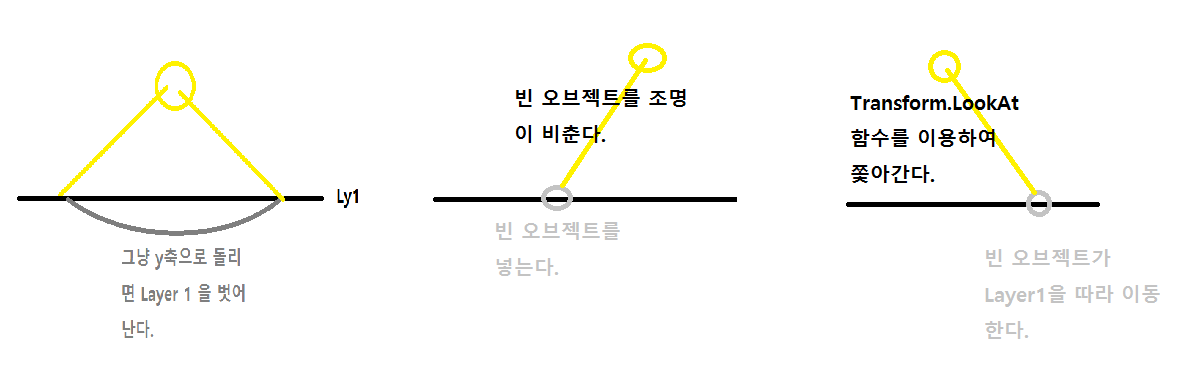 Ly1
그냥 y축으로 돌리
면 Layer 1 을 벗어
난다.
빈 오브젝트를 조명
이 비춘다.
빈 오브젝트를
넣는다.
Transform.LookAt
함수를 이용하여
쫓아간다.
빈 오브젝트가
Layer1을 따라 이동
한다.